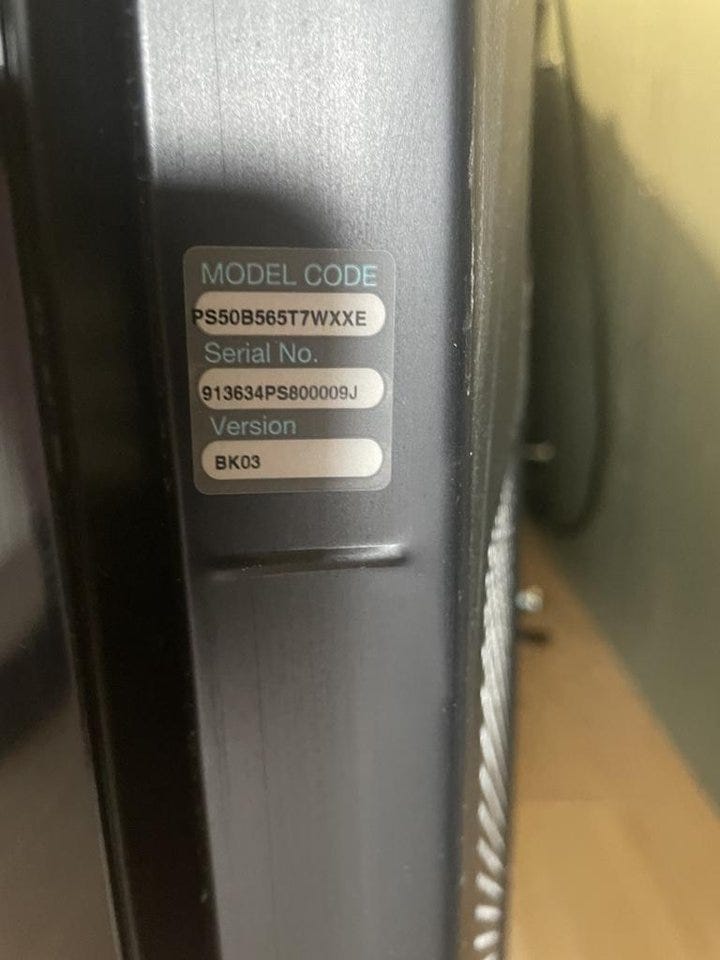 MODEL CODE
PS50B565T7WXXE
Serial No.
913634PS800009J
Version
BK03